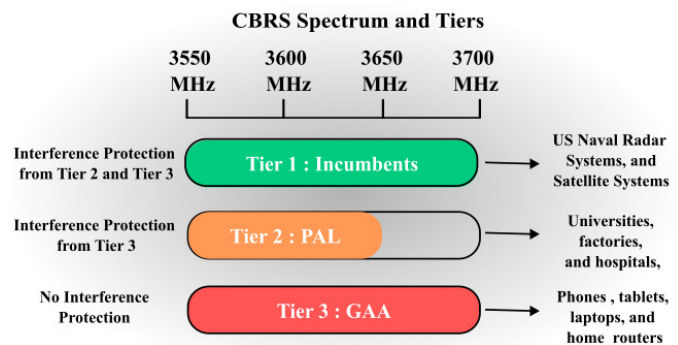 CBRS Spectrum and Tiers
3550 3600 3650 3700
MHz MHz MHz MHz
Interference Protection
from Tier 2 and Tier 3
Tier 1 : Incumbents
US Naval Radar
Systems, and
Satellite Systems
Interference Protection
from Tier 3
Tier 2 : PAL
Universities,
factories,
and hospitals,
No Interference
Protection
Tier 3 : GAA
Phones , tablets,
laptops, and
home routers